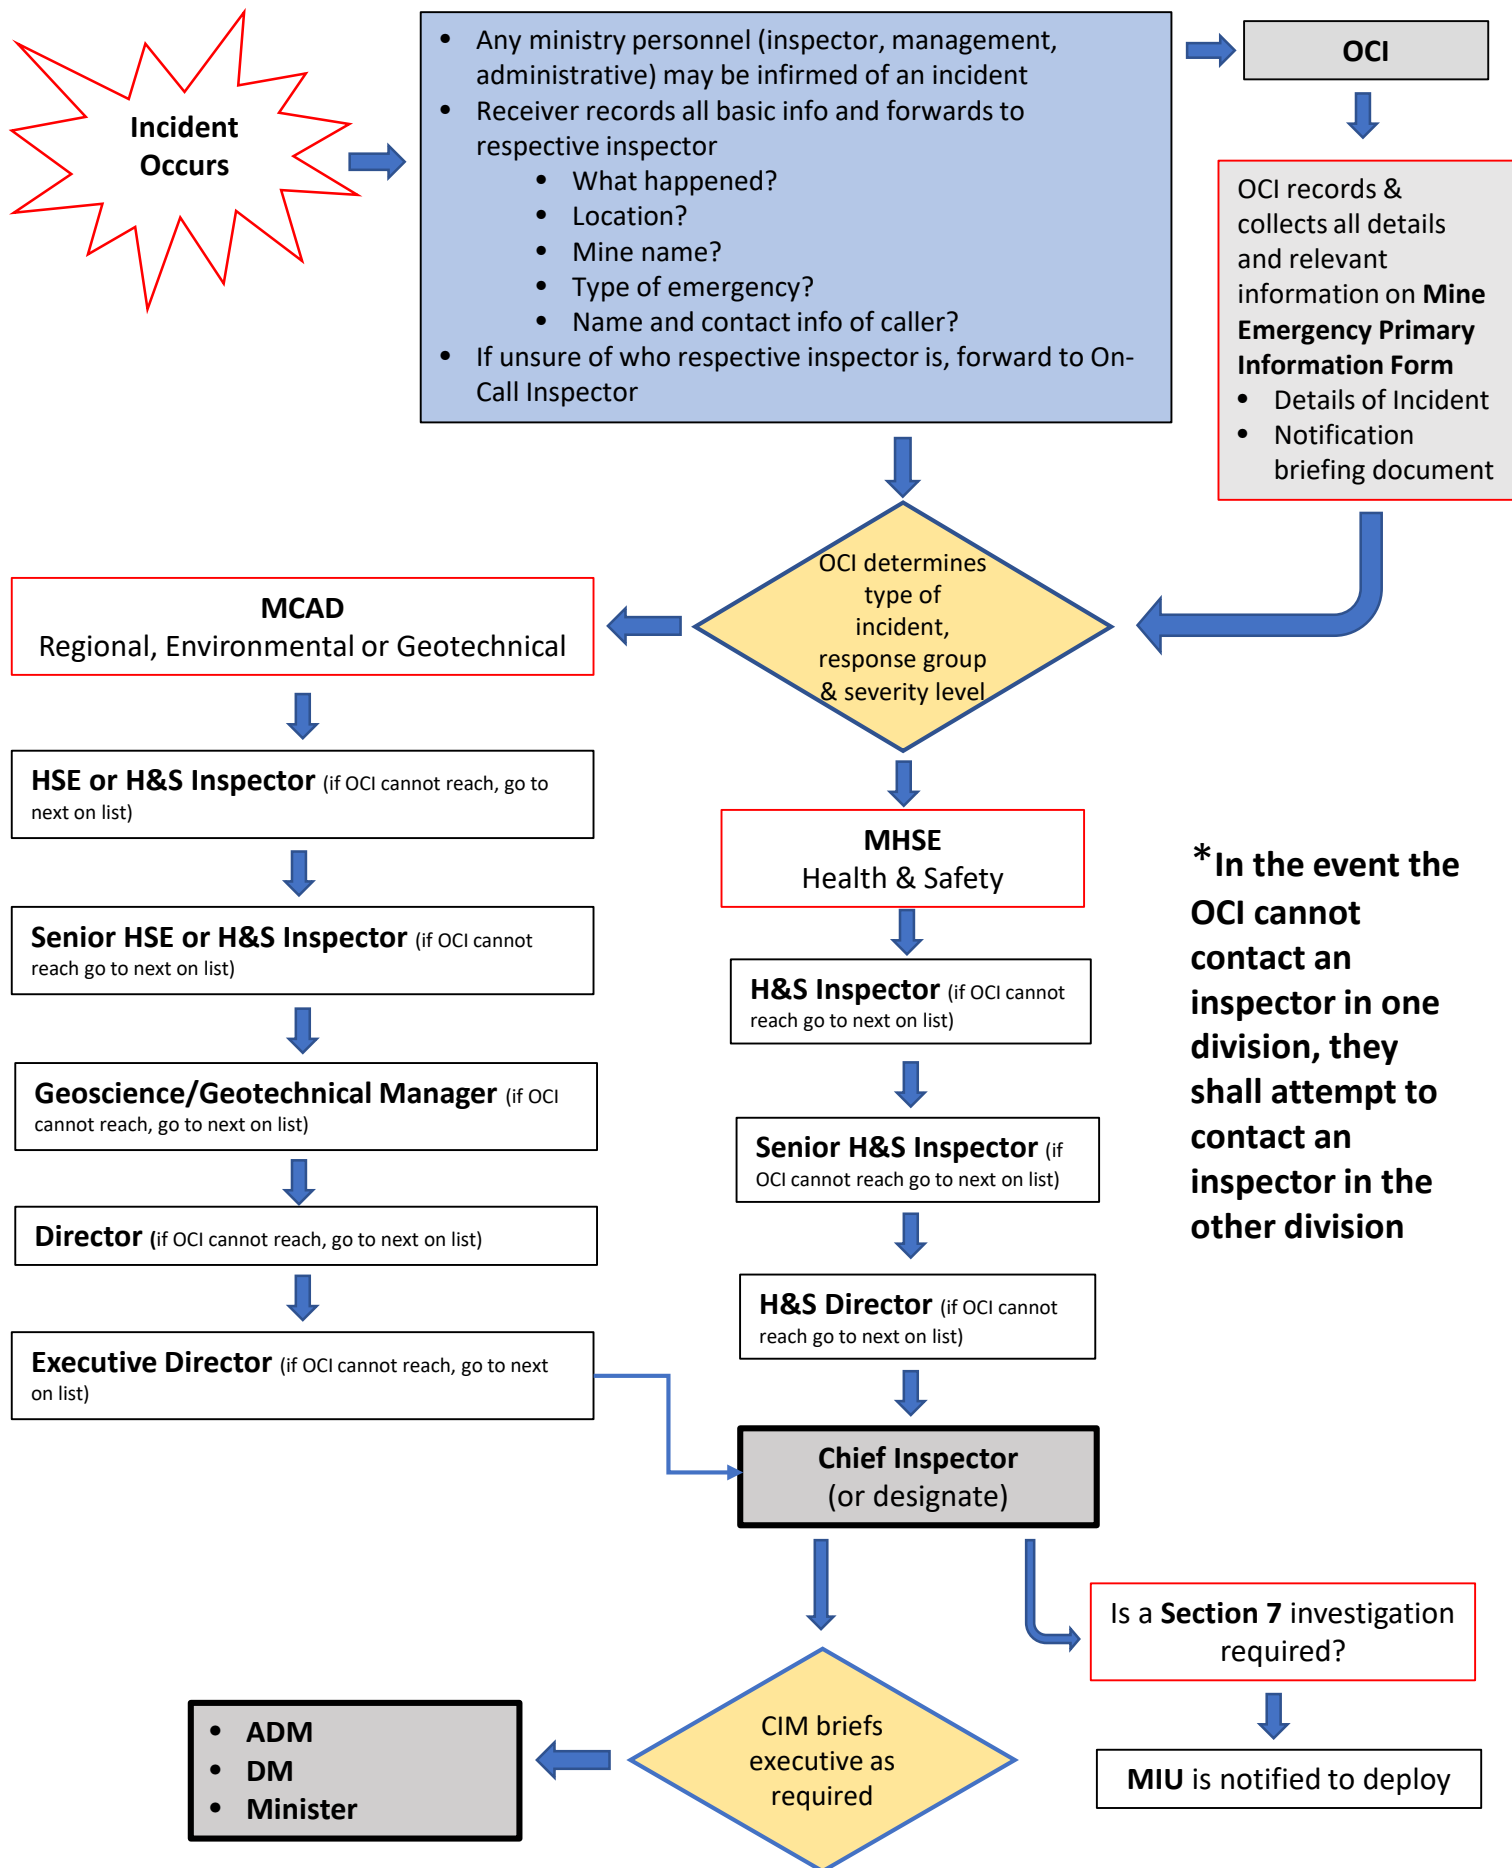 Incident
Occurs
• Any ministry personnel (inspector, management,
administrative) may be infirmed of an incident
• Receiver records all basic info and forwards to
respective inspector
• What happened?
• Location?
• Mine name?
• Type of emergency?
• Name and contact info of caller?
• If unsure of who respective inspector is, forward to On-
Call Inspector
OCI
OCI records &
collects all details
and relevant
information on Mine
Emergency Primary
Information Form
• Details of Incident
• Notification
briefing document
OCI determines
type of
incident,
response group
& severity level
MCAD
Regional, Environmental or Geotechnical
HSE or H&S Inspector (if OCI cannot reach, go to
next on list)
Senior HSE or H&S Inspector (if OCI cannot
reach go to next on list)
Geoscience/Geotechnical Manager (if OCI
cannot reach, go to next on list)
Director (if OCI cannot reach, go to next on list)
Executive Director (if OCI cannot reach, go to next
on list)
MHSE
Health & Safety
H&S Inspector (if OCI cannot
reach go to next on list)
Senior H&S Inspector (if
OCI cannot reach go to next on list)
H&S Director (if OCI cannot
reach go to next on list)
*In the event the
OCI cannot
contact an
inspector in one
division, they
shall attempt to
contact an
inspector in the
other division
Chief Inspector
(or designate)
Is a Section 7 investigation
required?
MIU is notified to deploy
CIM briefs
executive as
required
• ADM
• DM
• Minister